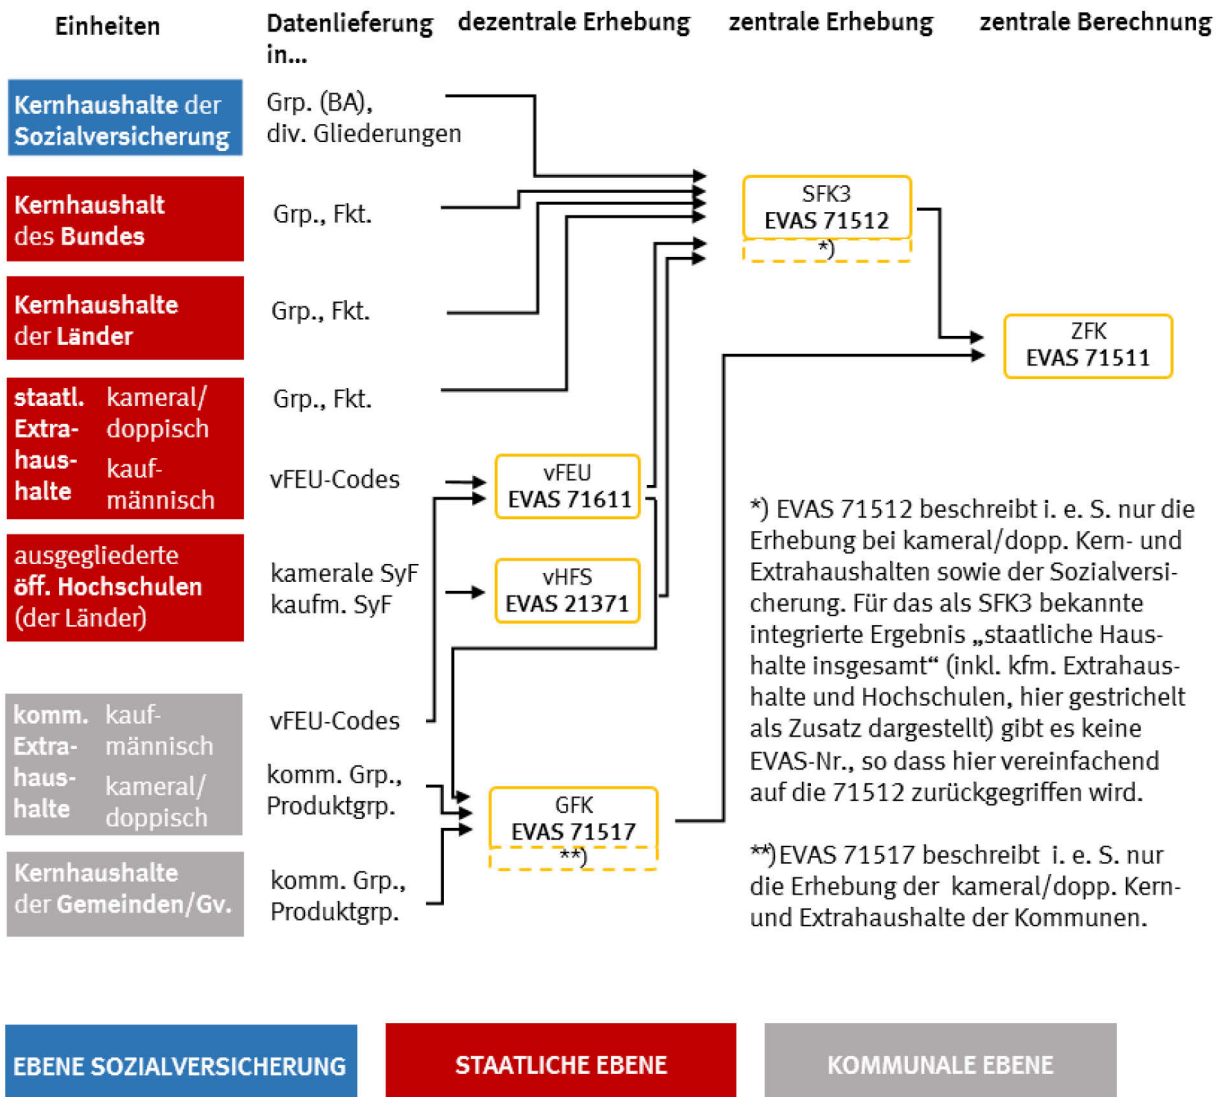 Einheiten
Datenlieferung
in...
dezentrale Erhebung
zentrale Erhebung
zentrale Berechnung
Kernhaushalte der
Sozialversicherung
Grp. (BA),
div. Gliederungen
Kernhaushalt
des Bundes
Grp., Fkt.
SFK3
EVAS 71512
*)
Kernhaushalte
der Länder
Grp., Fkt.
ZFK
EVAS 71511
staatl.
Extra-
haus-
halte
kameral/
doppisch
kauf-
männisch
Grp., Fkt.
vFEU-Codes
vFEU
EVAS 71611
ausgegliederte
öff. Hochschulen
(der Länder)
kamerale SyF
kaufm. SyF
vHFS
EVAS 21371
komm.
Extra-
haus-
halte
kauf-
männisch
kameral/
doppisch
vFEU-Codes
komm. Grp.,
Produktgrp.
GFK
EVAS 71517
**)
Kernhaushalte
der Gemeinden/Gv.
komm. Grp.,
Produktgrp.
*) EVAS 71512 beschreibt i. e. S. nur die
Erhebung bei kameral/dopp. Kern- und
Extrahaushalten sowie der Sozialversi-
cherung. Für das als SFK3 bekannte
integrierte Ergebnis „staatliche Haus-
halte insgesamt“ (inkl. kfm. Extrahaus-
halte und Hochschulen, hier gestrichelt
als Zusatz dargestellt) gibt es keine
EVAS-Nr., so dass hier vereinfachend
auf die 71512 zurückgegriffen wird.
**)EVAS 71517 beschreibt i. e. S. nur
die Erhebung der kameral/dopp. Kern-
und Extrahaushalte der Kommunen.
EBENE SOZIALVERSICHERUNG
STAATLICHE EBENE
KOMMUNALE EBENE